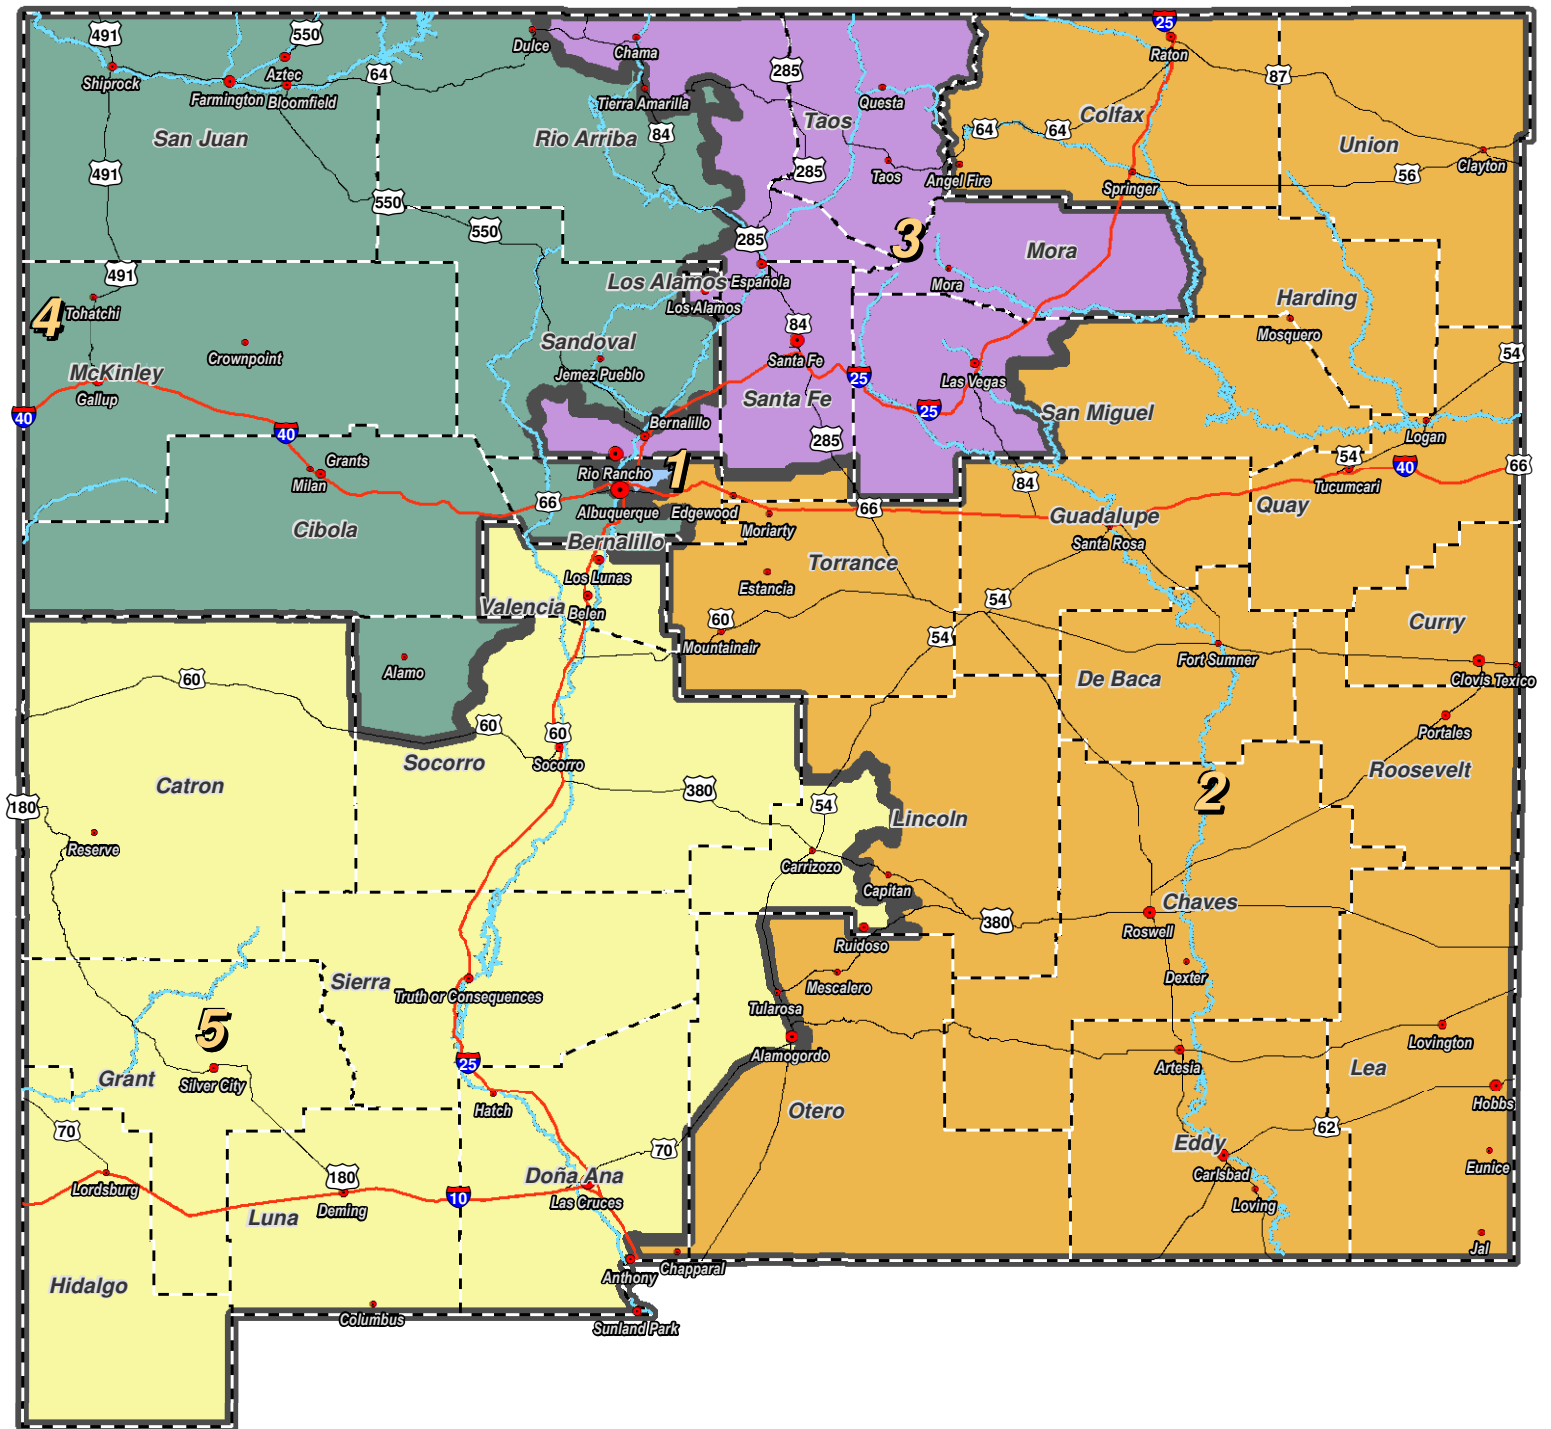 25
491
550
Dulce
Chama
Raton
Shiprock
Aztec
64
285
87
Farmington
Bloomfield
Tierra Amarilla
Questa
San Juan
Rio Arriba
84
Taos
Colfax
64
64
Union
491
285
Taos
Angel Fire
Springer
56
Clayton
550
550
285
3
Mora
491
Los Alamos
Española
Mora
Los Alamos
Harding
4
Tohatchi
84
Mosquero
Crownpoint
Sandoval
Jemez Pueblo
Santa Fe
54
McKinley
Gallup
25
Las Vegas
40
Santa Fe
25
San Miguel
40
Bernalillo
285
Logan
Grants
Milan
Rio Rancho
1
54
40
66
84
Tucumcari
66
Albuquerque
Edgewood
66
Quay
Cibola
Bernalillo
Moriarty
Guadalupe
Santa Rosa
Los Lunas
Torrance
Estancia
Valencia
Belen
54
60
54
Curry
Mountainair
Alamo
Fort Sumner
60
De Baca
Clovis
Texico
60
60
Portales
Socorro
Socorro
Catron
380
Roosevelt
180
54
2
Lincoln
Reserve
Carrizozo
Capitan
380
Chaves
Roswell
Ruidoso
Sierra
Truth or Consequences
Mescalero
Dexter
Tularosa
5
Alamogordo
Lovington
25
Artesia
Lea
Grant
Silver City
Hatch
Otero
Hobbs
70
70
62
Eddy
Eunice
Lordsburg
180
10
Doña Ana
Las Cruces
Carlsbad
Loving
Luna
Deming
Jal
Hidalgo
Anthony
Chapparal
Columbus
Sunland Park